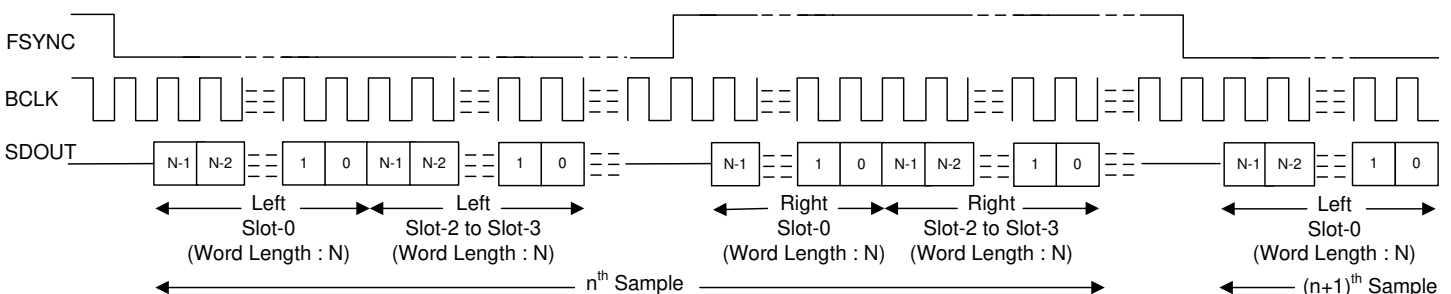 FSYNC
BCLK
SDOUT
N-1 N-2 1 0 N-1 N-2 1 0 N-1 1 0 N-1 N-2 1 0 N-1 N-2 1 0
Left Left Right Right Left
Slot-0 Slot-2 to Slot-3 Slot-0 Slot-2 to Slot-3 Slot-0
(Word Length : N) (Word Length : N) (Word Length : N) (Word Length : N) (Word Length : N)
nth Sample (n+1)th Sample